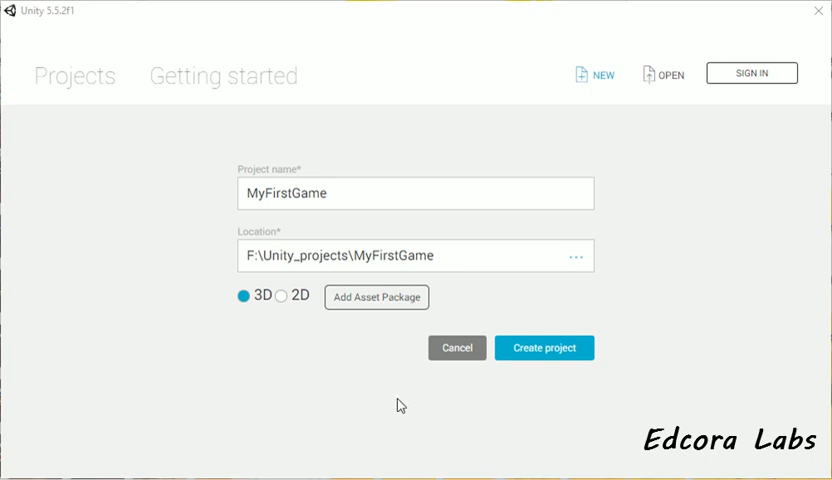 Unity 5.5.2f1
Projects Getting started NEW OPEN SIGN IN
Project name*
MyFirstGame
Location*
F:\Unity_projects\MyFirstGame ...
3D 2D Add Asset Package
Cancel Create project
Edcora Labs